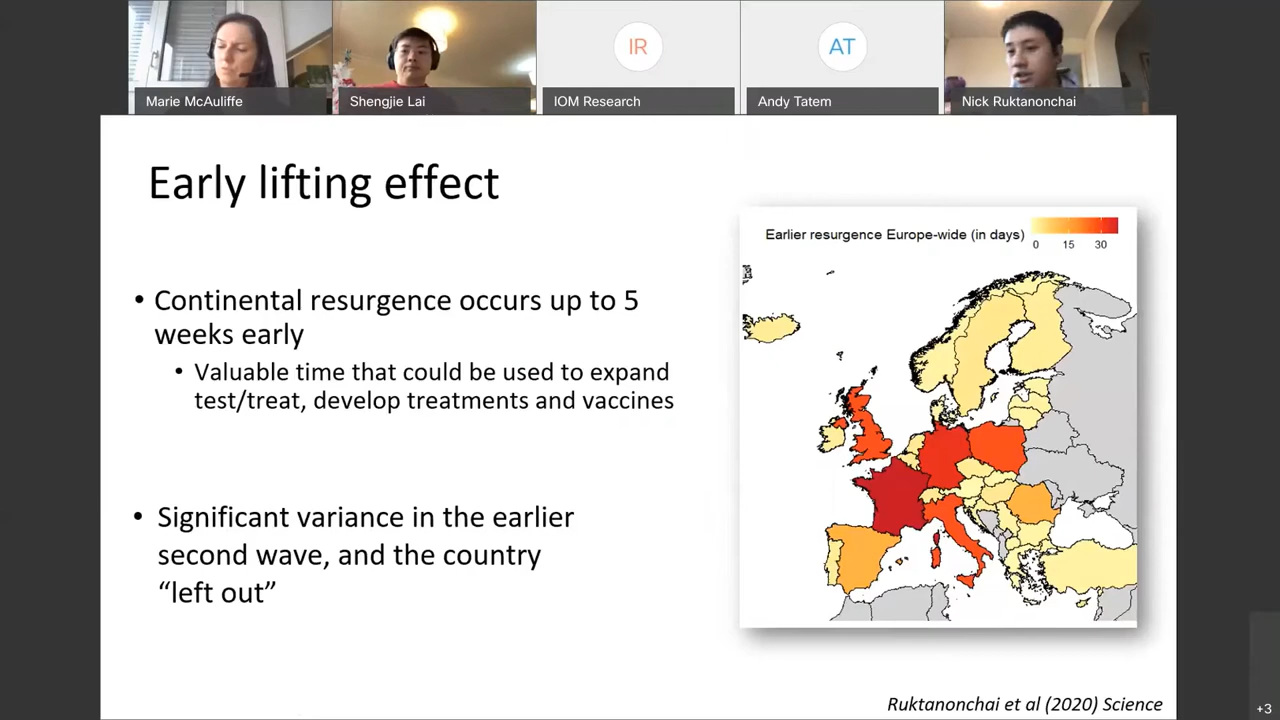 IR
AT
Marie McAuliffe
Shengjie Lai
IOM Research
Andy Tatem
Nick Ruktanonchai
Early lifting effect
Earlier resurgence Europe-wide (in days)
0 15 30
• Continental resurgence occurs up to 5
weeks early
• Valuable time that could be used to expand
test/treat, develop treatments and vaccines
• Significant variance in the earlier
second wave, and the country
“left out”
Ruktanonchai et al (2020) Science
+3